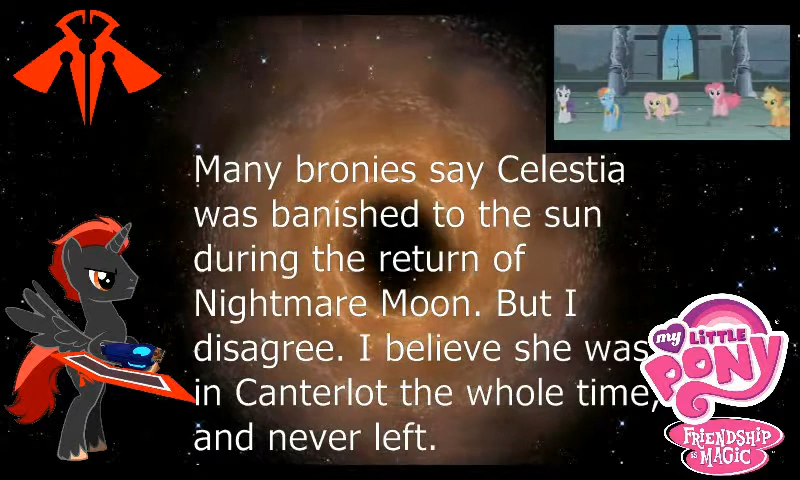 Many bronies say Celestia
was banished to the sun
during the return of
Nightmare Moon. But I
disagree. I believe she was
in Canterlot the whole time,
and never left.
my LiTTLE
PONY
FRiENDSHiP
iS MAGiC